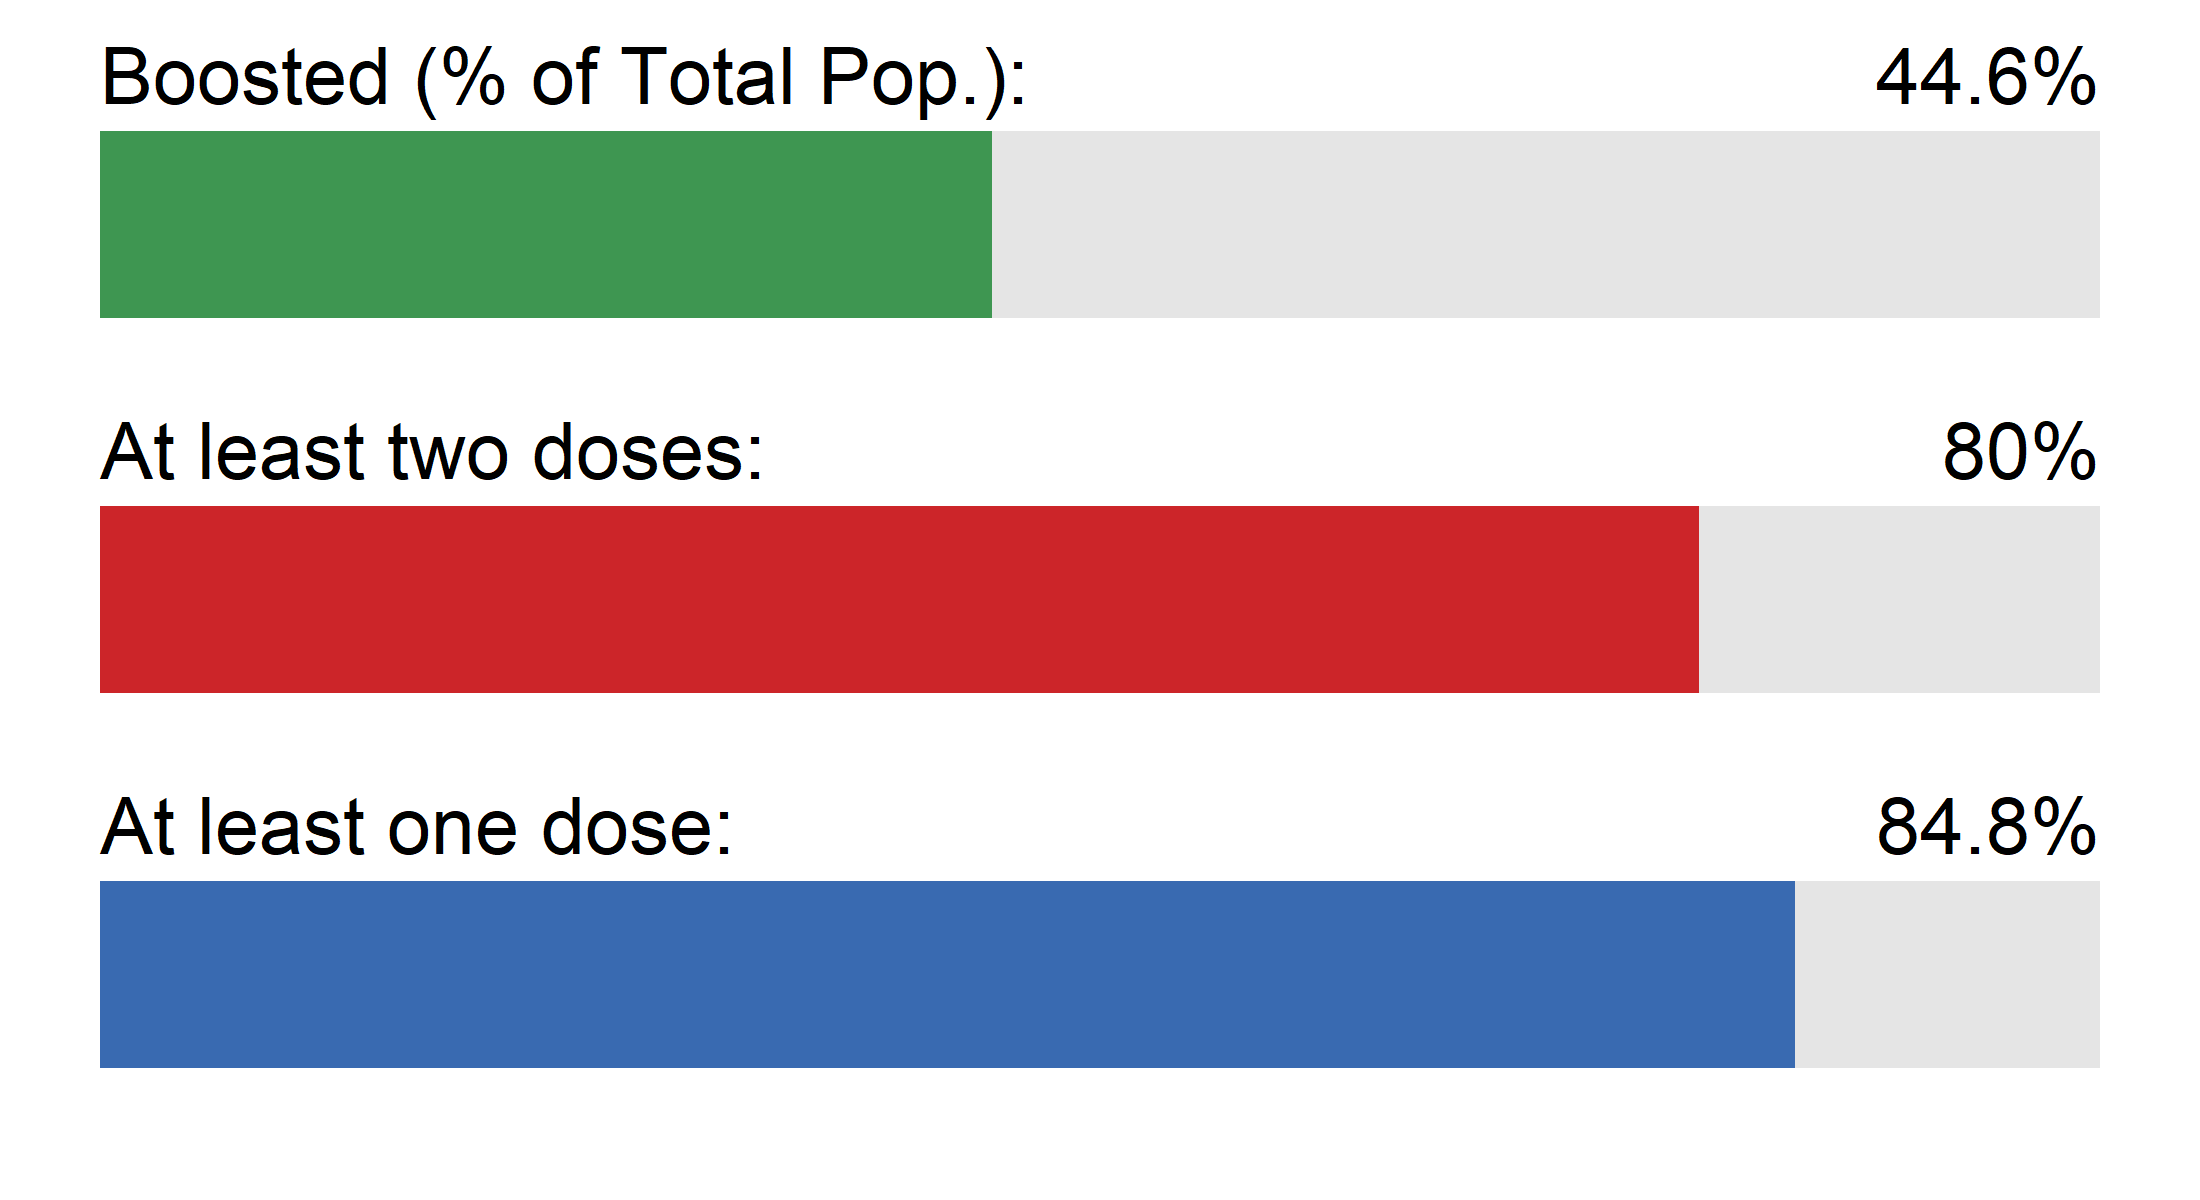 Boosted (% of Total Pop.): 44.6%
At least two doses: 80%
At least one dose: 84.8%